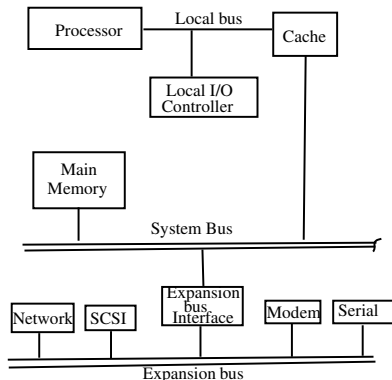 Local bus
Processor
Cache
Local I/O
Controller
Main
Memory
System Bus
Expansion
bus
Interface
Network
SCSI
Modem
Serial
Expansion bus